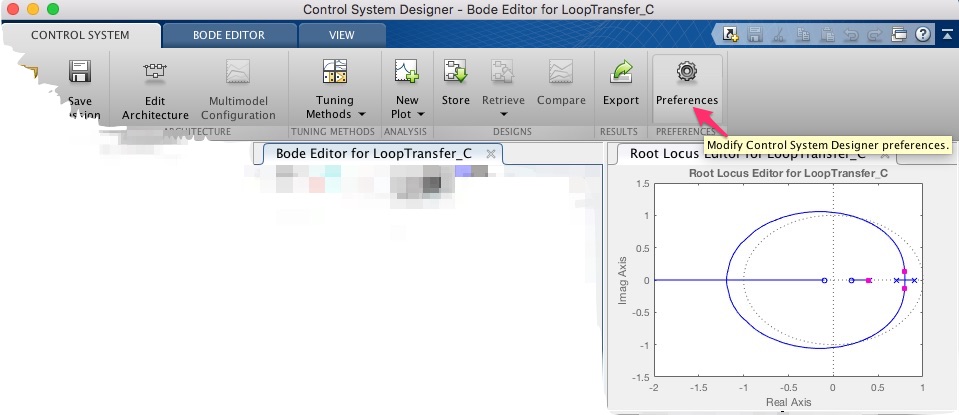 Control System Designer - Bode Editor for LoopTransfer_C
CONTROL SYSTEM
BODE EDITOR
VIEW
Save
Edit
Architecture
Multimodel
Configuration
Tuning
Methods
New
Plot
Store
Retrieve
Compare
Export
Preferences
TUNING METHODS
ANALYSIS
DESIGNS
RESULTS
PREFERENCES
Modify Control System Designer preferences.
Bode Editor for LoopTransfer_C
Root Locus Editor for LoopTransfer_C
Root Locus Editor for LoopTransfer_C
1.5
1
0.5
0
-0.5
-1
-1.5
Imag Axis
-2
-1.5
-1
-0.5
0
0.5
1
Real Axis